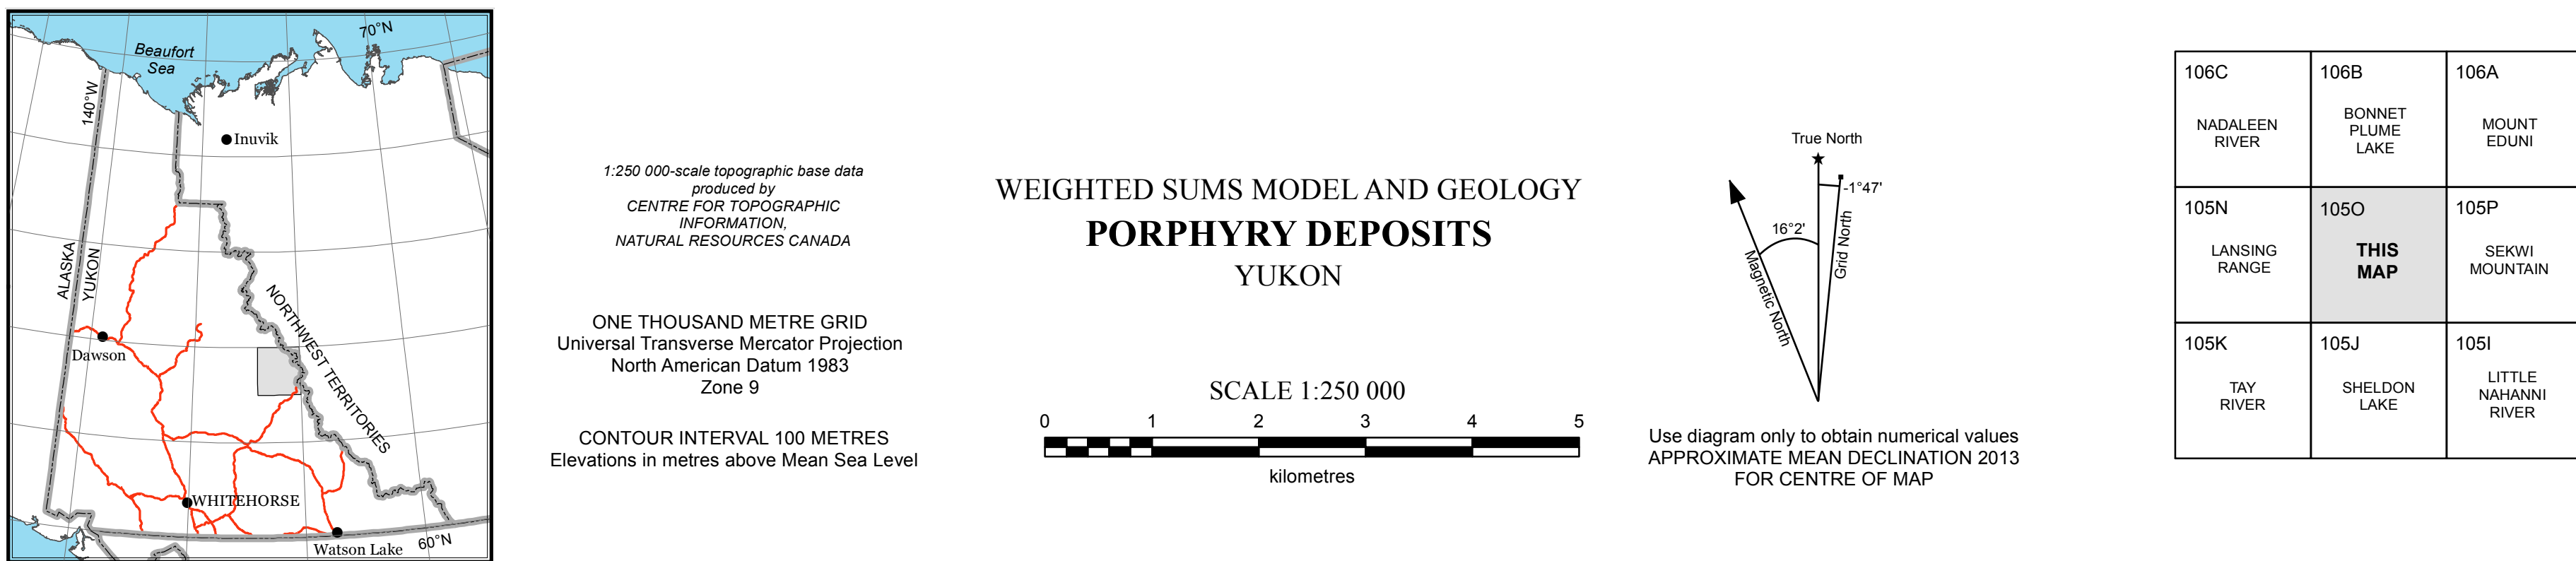 70°N
Beaufort
Sea
140°W
Inuvik
ALASKA
YUKON
NORTHWEST TERRITORIES
Dawson
WHITEHORSE
Watson Lake
60°N
1:250 000-scale topographic base data
produced by
CENTRE FOR TOPOGRAPHIC
INFORMATION,
NATURAL RESOURCES CANADA
ONE THOUSAND METRE GRID
Universal Transverse Mercator Projection
North American Datum 1983
Zone 9
CONTOUR INTERVAL 100 METRES
Elevations in metres above Mean Sea Level
WEIGHTED SUMS MODEL AND GEOLOGY
PORPHYRY DEPOSITS
YUKON
SCALE 1:250 000
0 1 2 3 4 5
kilometres
True North
-1°47'
16°2'
Magnetic North
Grid North
Use diagram only to obtain numerical values
APPROXIMATE MEAN DECLINATION 2013
FOR CENTRE OF MAP
106C
NADALEEN
RIVER
106B
BONNET
PLUME
LAKE
106A
MOUNT
EDUNI
105N
LANSING
RANGE
105O
THIS
MAP
105P
SEKWI
MOUNTAIN
105K
TAY
RIVER
105J
SHELDON
LAKE
105I
LITTLE
NAHANNI
RIVER